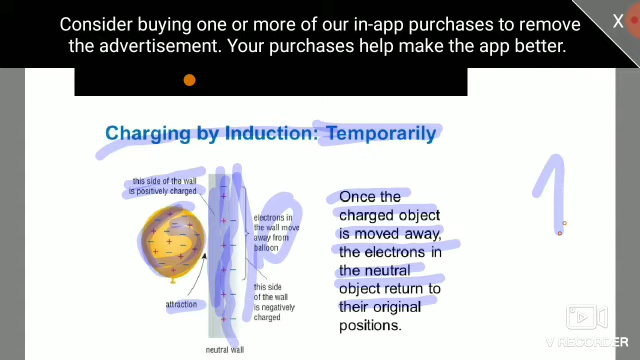 Consider buying one or more of our in-app purchases to remove
the advertisement. Your purchases help make the app better.
X
Charging by Induction: Temporarily
this side of the wall
is positively charged
electrons in
the wall move
away from
balloon
this side
of the wall
is negatively
charged
attraction
neutral wall
Once the
charged object
is moved away,
the electrons in
the neutral
object return to
their original
positions.
1
V RECORDER